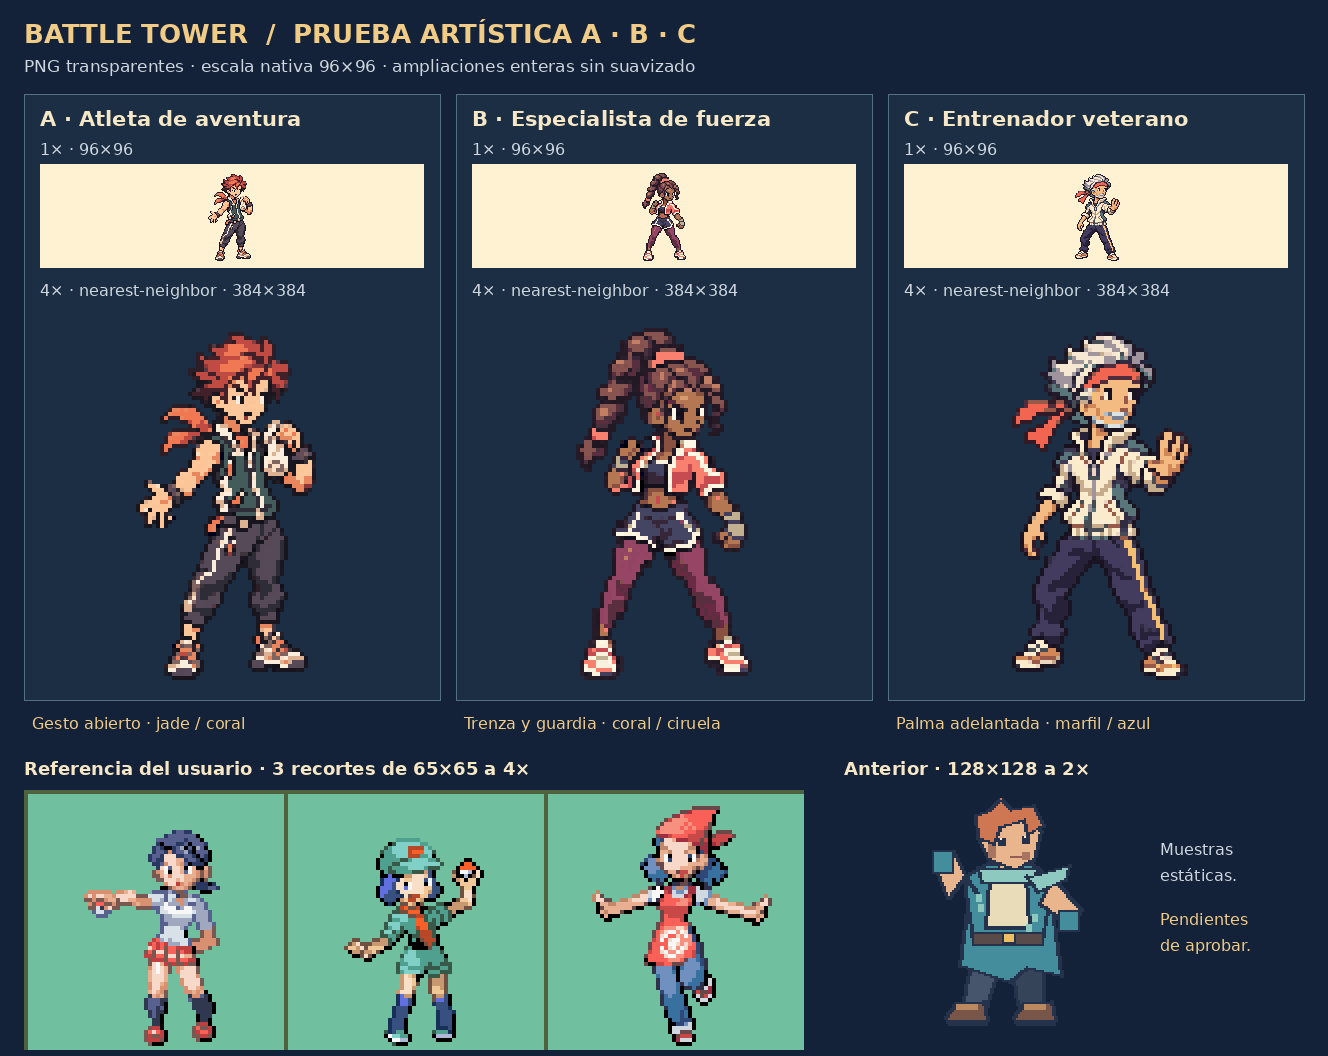 BATTLE TOWER / PRUEBA ARTÍSTICA A · B · C
PNG transparentes · escala nativa 96×96 · ampliaciones enteras sin suavizado
A · Atleta de aventura
1× · 96×96
4× · nearest-neighbor · 384×384
Gesto abierto · jade / coral
B · Especialista de fuerza
1× · 96×96
4× · nearest-neighbor · 384×384
Trenza y guardia · coral / ciruela
C · Entrenador veterano
1× · 96×96
4× · nearest-neighbor · 384×384
Palma adelantada · marfil / azul
Referencia del usuario · 3 recortes de 65×65 a 4×
Anterior · 128×128 a 2×
Muestras
estáticas.
Pendientes
de aprobar.